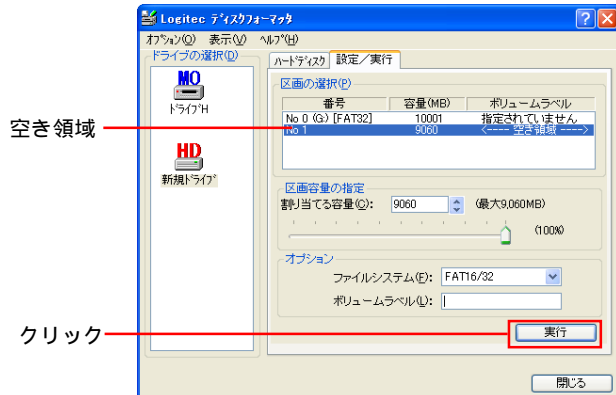 Logitec ディスクフォーマッタ
オプション(O) 表示(V) ヘルプ(H)
ドライブの選択(D)
MO
ドライブH
HD
新規ドライブ
ハードディスク 設定／実行
区画の選択(P)
番号 容量(MB) ボリュームラベル
No 0 (G:) [FAT32] 10001 指定されていません
No 1 9060 <---- 空き領域 ---->
空き領域
区画容量の指定
割り当てる容量(C): 9060 (最大9,060MB)
(100%)
オプション
ファイルシステム(F): FAT16/32
ボリュームラベル(L):
クリック
実行
閉じる